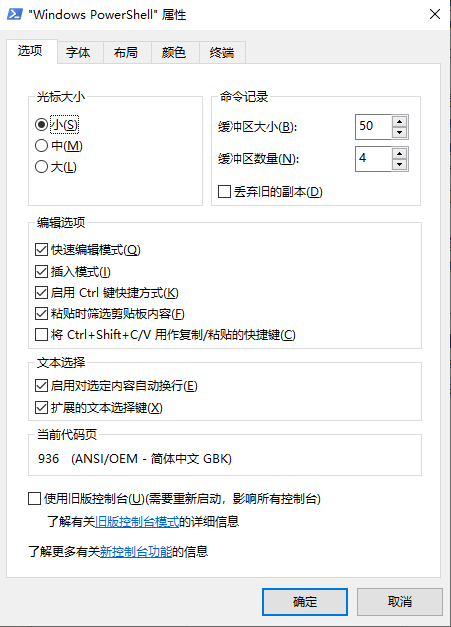 "Windows PowerShell" 属性
选项 字体 布局 颜色 终端
光标大小
小(S)
中(M)
大(L)
命令记录
缓冲区大小(B): 50
缓冲区数量(N): 4
丢弃旧的副本(D)
编辑选项
快速编辑模式(Q)
插入模式(I)
启用 Ctrl 键快捷方式(K)
粘贴时筛选剪贴板内容(F)
将 Ctrl+Shift+C/V 用作复制/粘贴的快捷键(C)
文本选择
启用对选定内容自动换行(E)
扩展的文本选择键(X)
当前代码页
936 (ANSI/OEM - 简体中文 GBK)
使用旧版控制台(U)(需要重新启动，影响所有控制台)
了解有关旧版控制台模式的详细信息
了解更多有关新控制台功能的信息
确定 取消